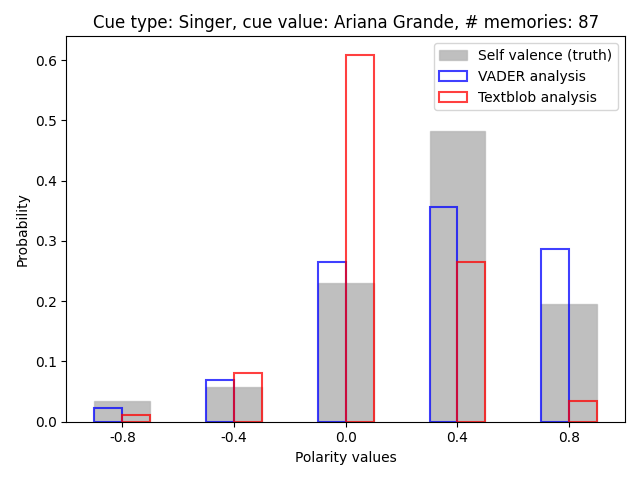 Cue type: Singer, cue value: Ariana Grande, # memories: 87
Self valence (truth)
VADER analysis
Textblob analysis
Probability
0.6
0.5
0.4
0.3
0.2
0.1
0.0
-0.8 -0.4 0.0 0.4 0.8
Polarity values